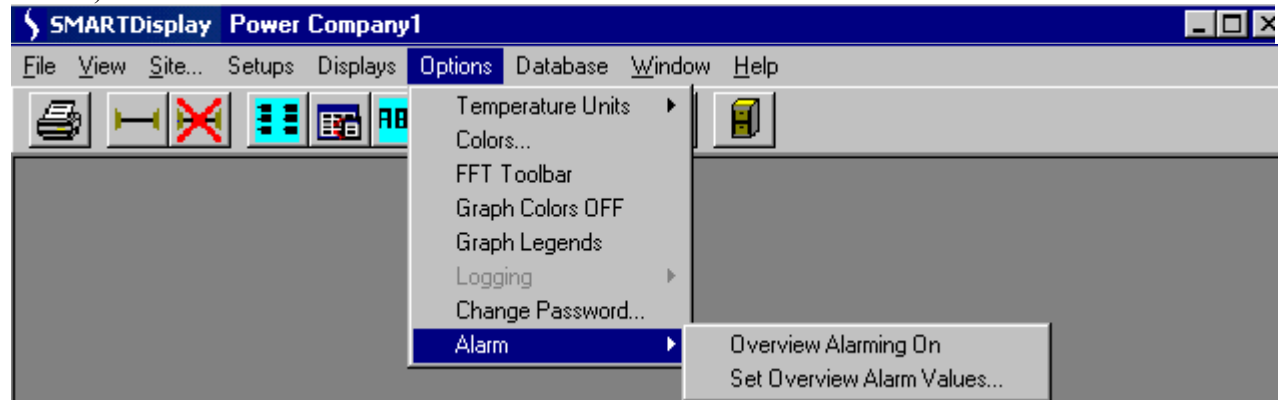 SMARTDisplay Power Company1
File View Site... Setups Displays Options Database Window Help
Temperature Units
Colors...
FFT Toolbar
Graph Colors OFF
Graph Legends
Logging
Change Password...
Alarm
Overview Alarming On
Set Overview Alarm Values...